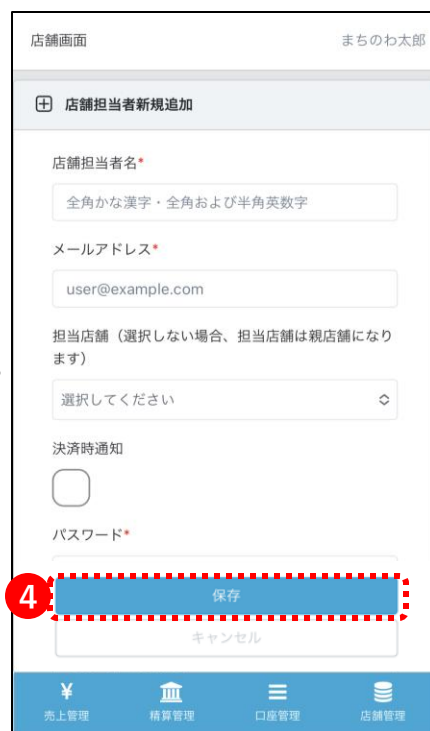 店舗画面
まちのわ太郎
店舗担当者新規追加
店舗担当者名*
全角かな漢字・全角および半角英数字
メールアドレス*
user@example.com
担当店舗（選択しない場合、担当店舗は親店舗になり
ます）
選択してください
決済時通知
パスワード*
4
保存
キャンセル
¥
売上管理
精算管理
口座管理
店舗管理